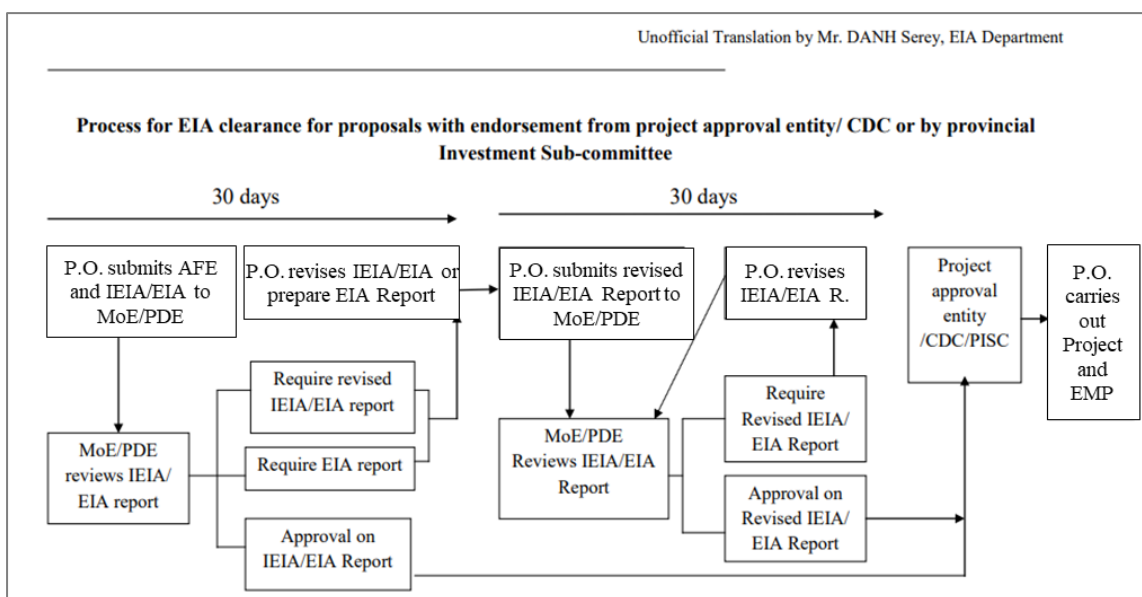 Unofficial Translation by Mr. DANH Serey, EIA Department
Process for EIA clearance for proposals with endorsement from project approval entity/ CDC or by provincial
Investment Sub-committee
30 days
30 days
P.O. submits AFE
and IEIA/EIA to
MoE/PDE
P.O. revises IEIA/EIA or
prepare EIA Report
P.O. submits revised
IEIA/EIA Report to
MoE/PDE
P.O. revises
IEIA/EIA R.
Project
approval
entity
/CDC/PISC
P.O.
carries
out
Project
and
EMP
Require revised
IEIA/EIA report
MoE/PDE
reviews IEIA/
EIA report
Require EIA report
Approval on
IEIA/EIA Report
MoE/PDE
Reviews IEIA/EIA
Report
Require
Revised IEIA/
EIA Report
Approval on
Revised IEIA/
EIA Report